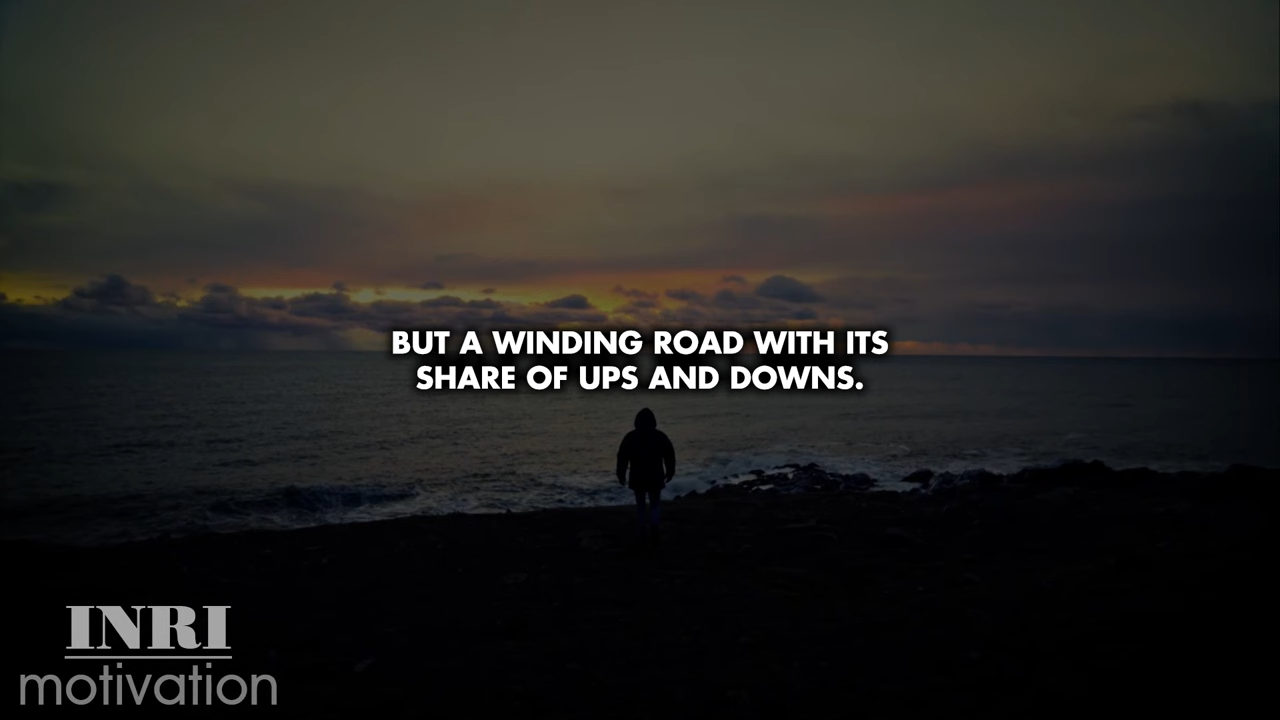 BUT A WINDING ROAD WITH ITS
SHARE OF UPS AND DOWNS.
INRI
motivation